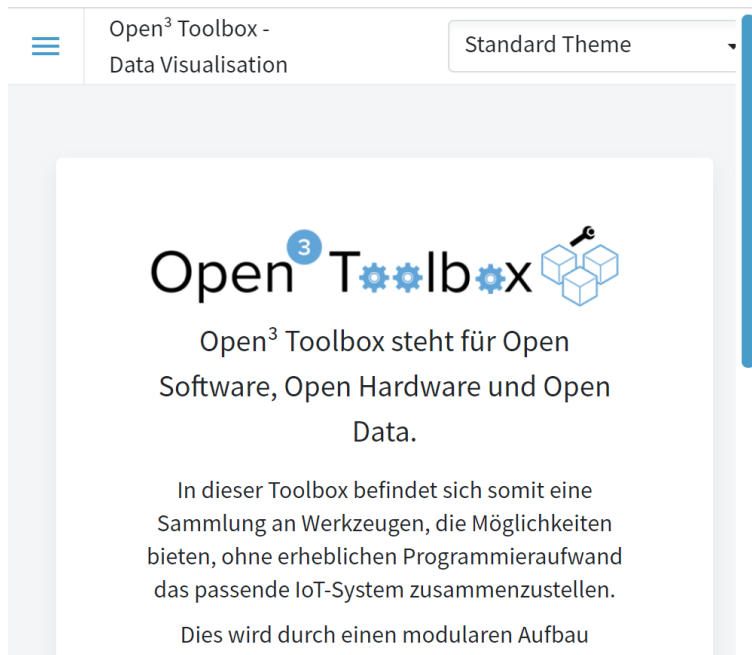 Open³ Toolbox -
Data Visualisation
Standard Theme
Open³ Toolbox
Open³ Toolbox steht für Open
Software, Open Hardware und Open
Data.
In dieser Toolbox befindet sich somit eine
Sammlung an Werkzeugen, die Möglichkeiten
bieten, ohne erheblichen Programmieraufwand
das passende IoT-System zusammenzustellen.
Dies wird durch einen modularen Aufbau